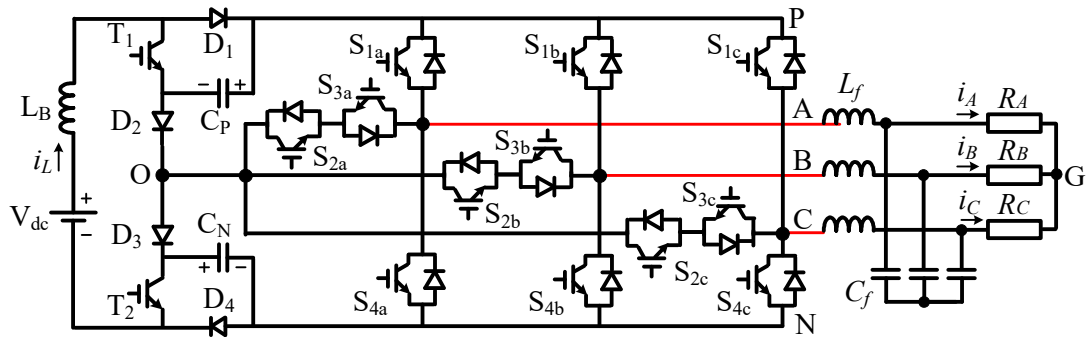 T1
D1
P
S1a
S1b
S1c
− +
CP
S3a
LB
D2
A
Lf
iA
RA
S2a
S3b
iL
O
B
iB
RB
G
Vdc
+
−
D3
CN
S2b
S3c
C
iC
RC
+ −
S2c
T2
D4
S4a
S4b
S4c
Cf
N